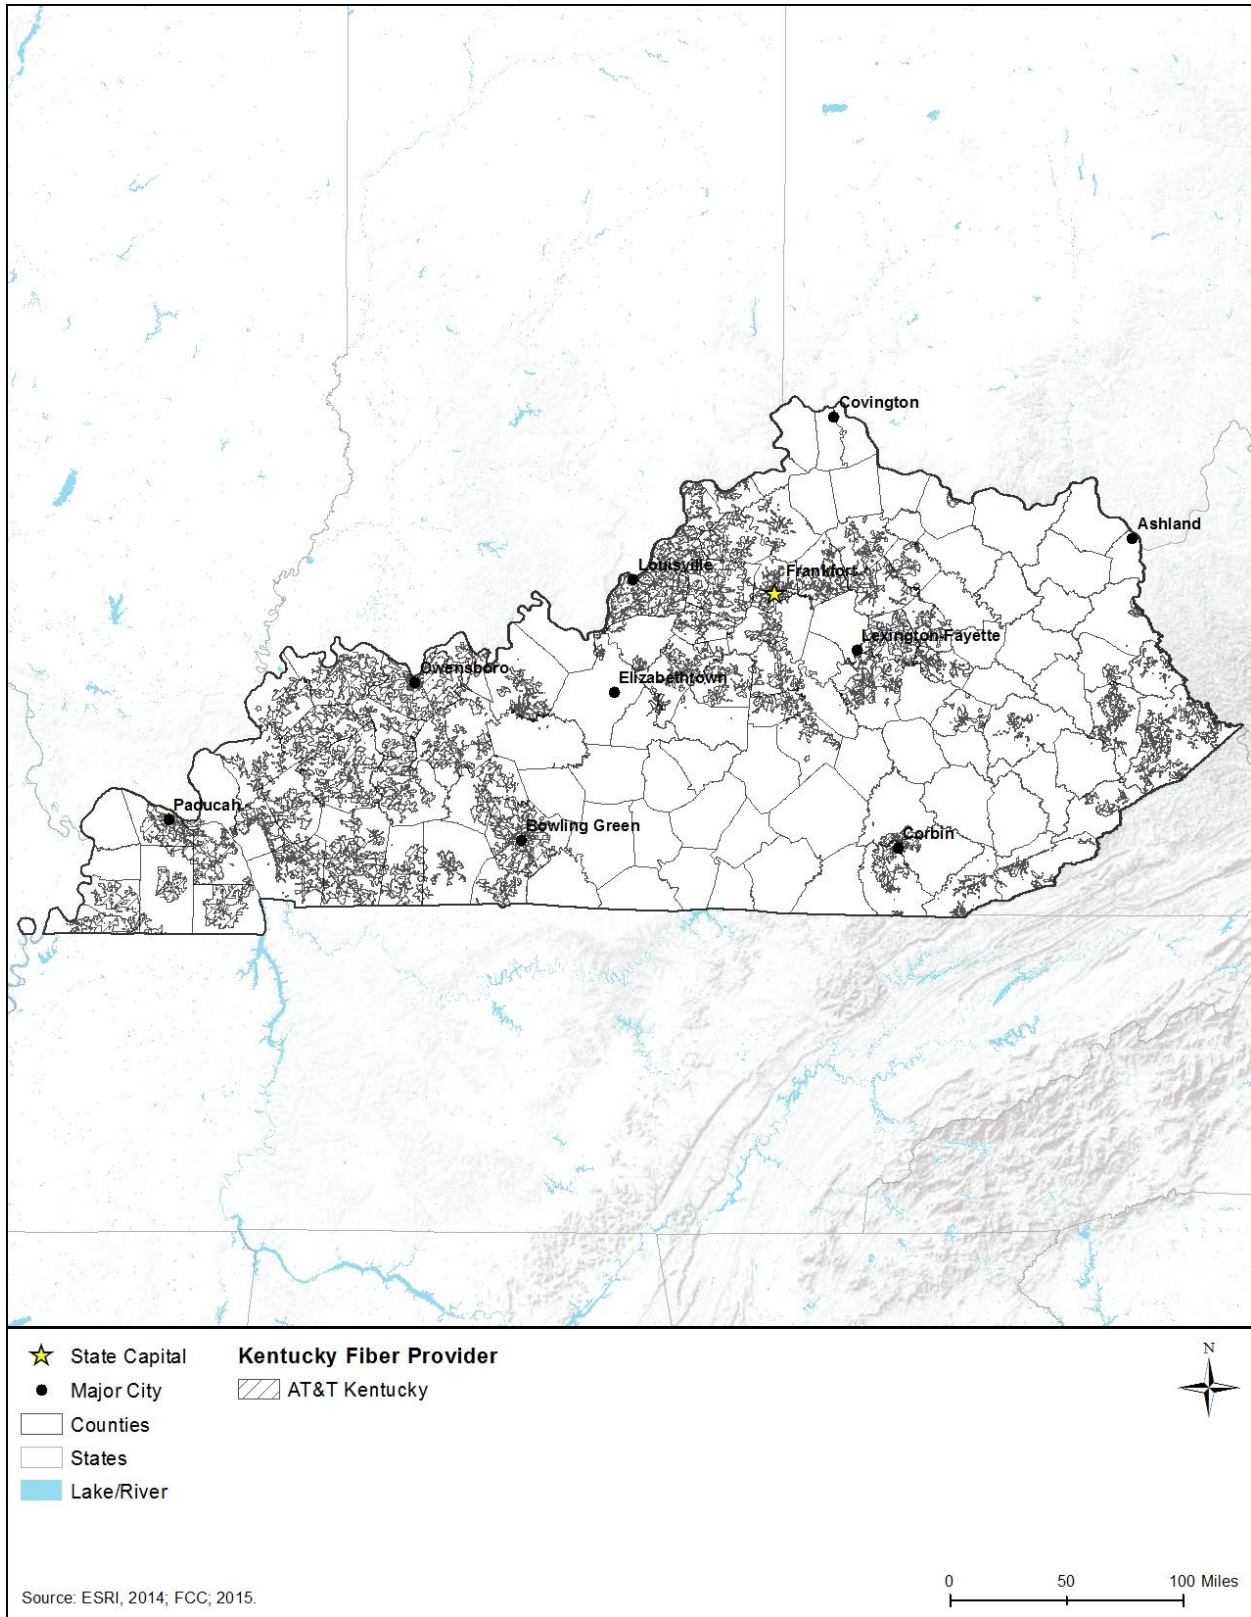 Covington
Ashland
Louisville
Frankfort
Lexington-Fayette
Owensboro
Elizabethtown
Paducah
Bowling Green
Corbin
State Capital
Kentucky Fiber Provider
N
Major City
AT&T Kentucky
Counties
States
Lake/River
0 50 100 Miles
Source: ESRI, 2014; FCC; 2015.